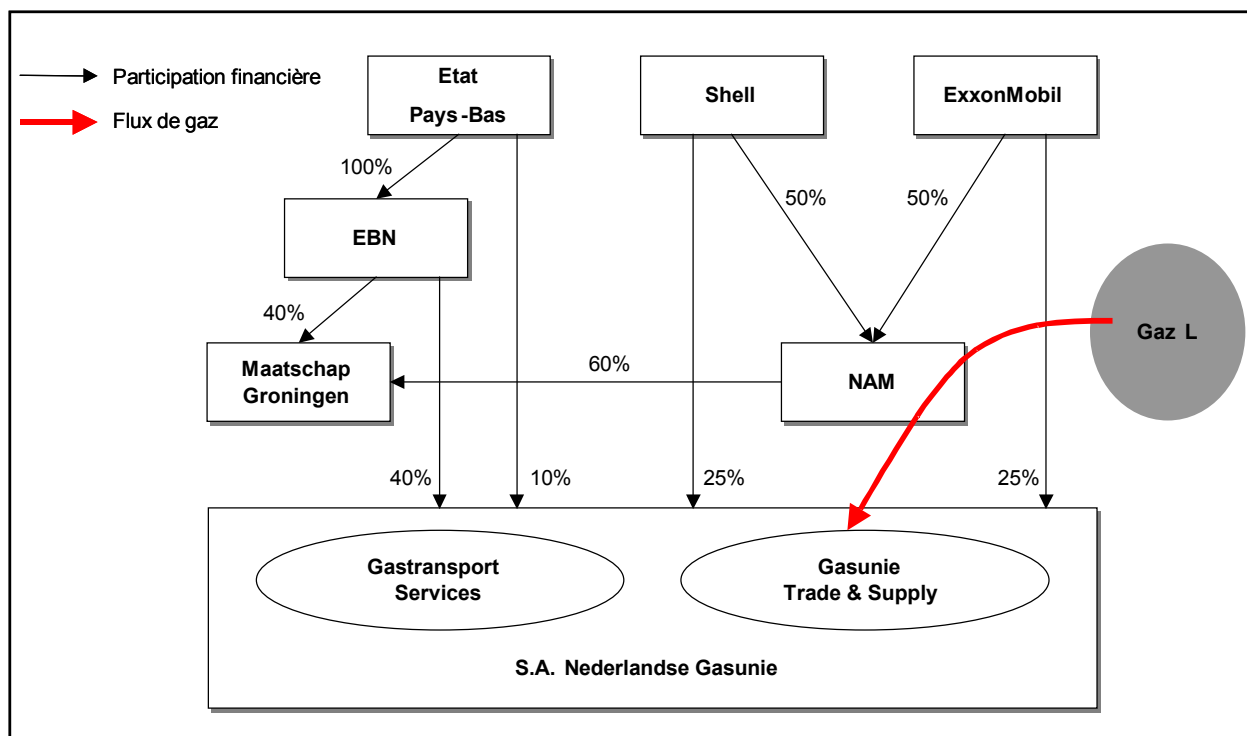 Participation financière
Flux de gaz
Etat
Pays -Bas
Shell
ExxonMobil
100%
50%
50%
EBN
40%
Gaz L
Maatschap
Groningen
60%
NAM
40%
10%
25%
25%
Gastransport
Services
Gasunie
Trade & Supply
S.A. Nederlandse Gasunie